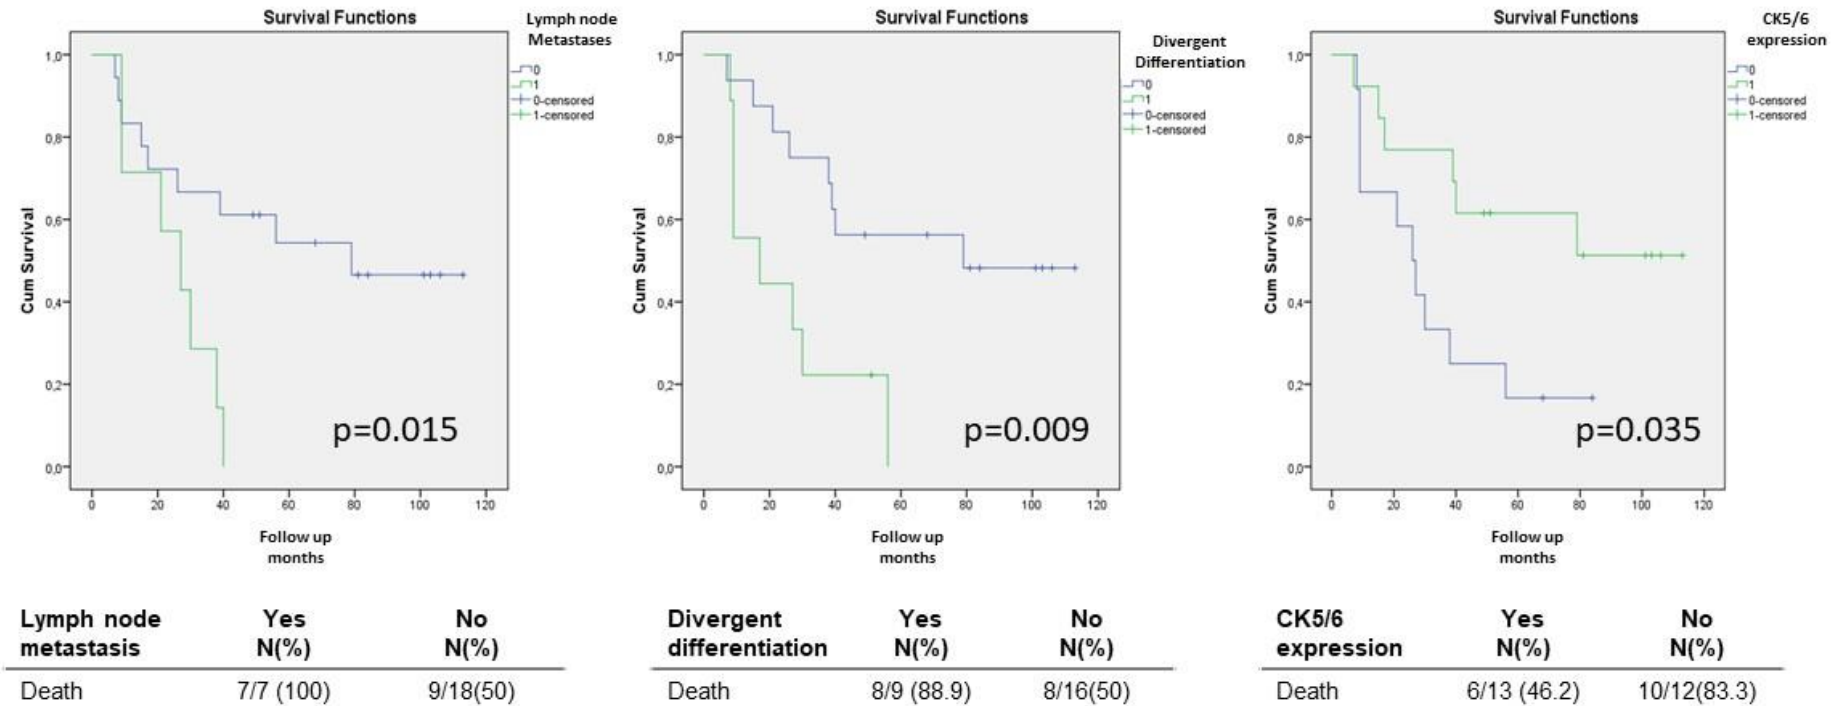 Survival Functions
Lymph node
Metastases
0
1
0-censored
1-censored
1,0
0,8
0,6
0,4
0,2
0,0
Cum Survival
p=0.015
0 20 40 60 80 100 120
Follow up
months
Survival Functions
Divergent
Differentiation
0
1
0-censored
1-censored
1,0
0,8
0,6
0,4
0,2
0,0
Cum Survival
p=0.009
0 20 40 60 80 100 120
Follow up
months
Survival Functions
CK5/6
expression
0
1
0-censored
1-censored
1,0
0,8
0,6
0,4
0,2
0,0
Cum Survival
p=0.035
0 20 40 60 80 100 120
Follow up
months
Lymph node Yes No
metastasis N(%) N(%)
Death 7/7 (100) 9/18(50)
Divergent Yes No
differentiation N(%) N(%)
Death 8/9 (88.9) 8/16(50)
CK5/6 Yes No
expression N(%) N(%)
Death 6/13 (46.2) 10/12(83.3)